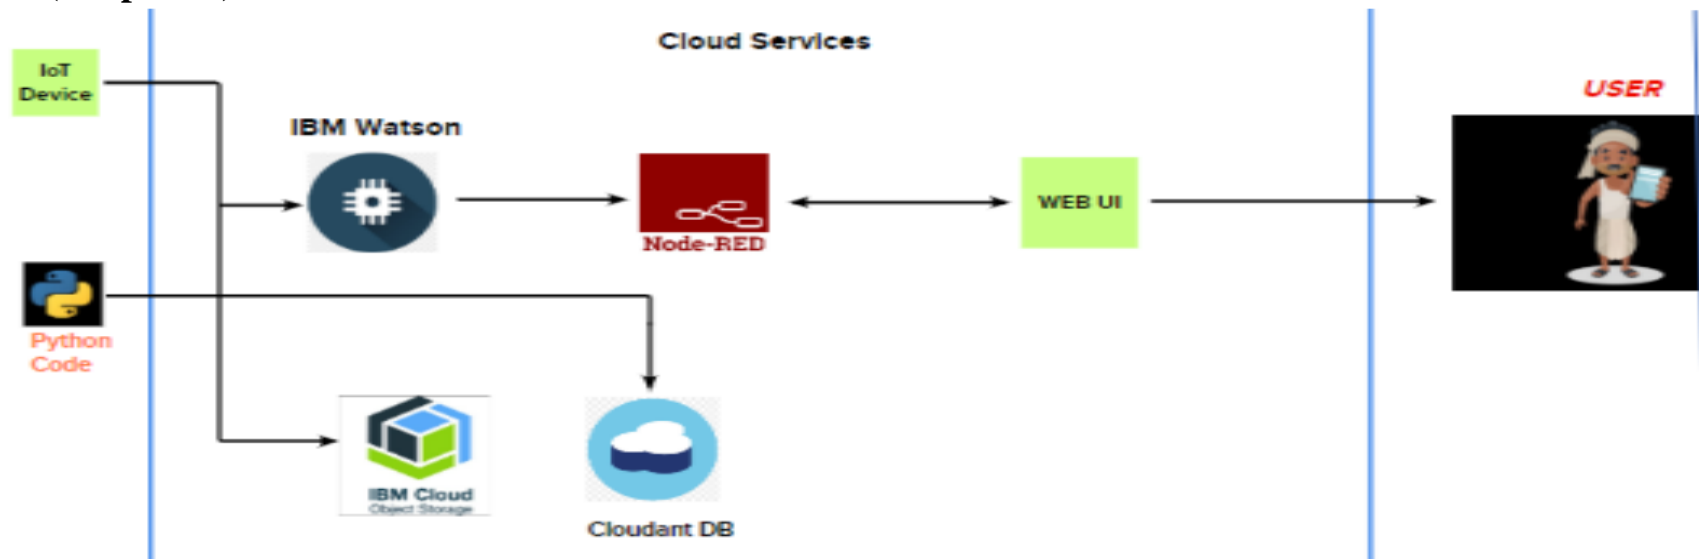 Cloud Services
IoT
Device
USER
IBM Watson
WEB UI
Node-RED
Python
Code
IBM Cloud
Object Storage
Cloudant DB